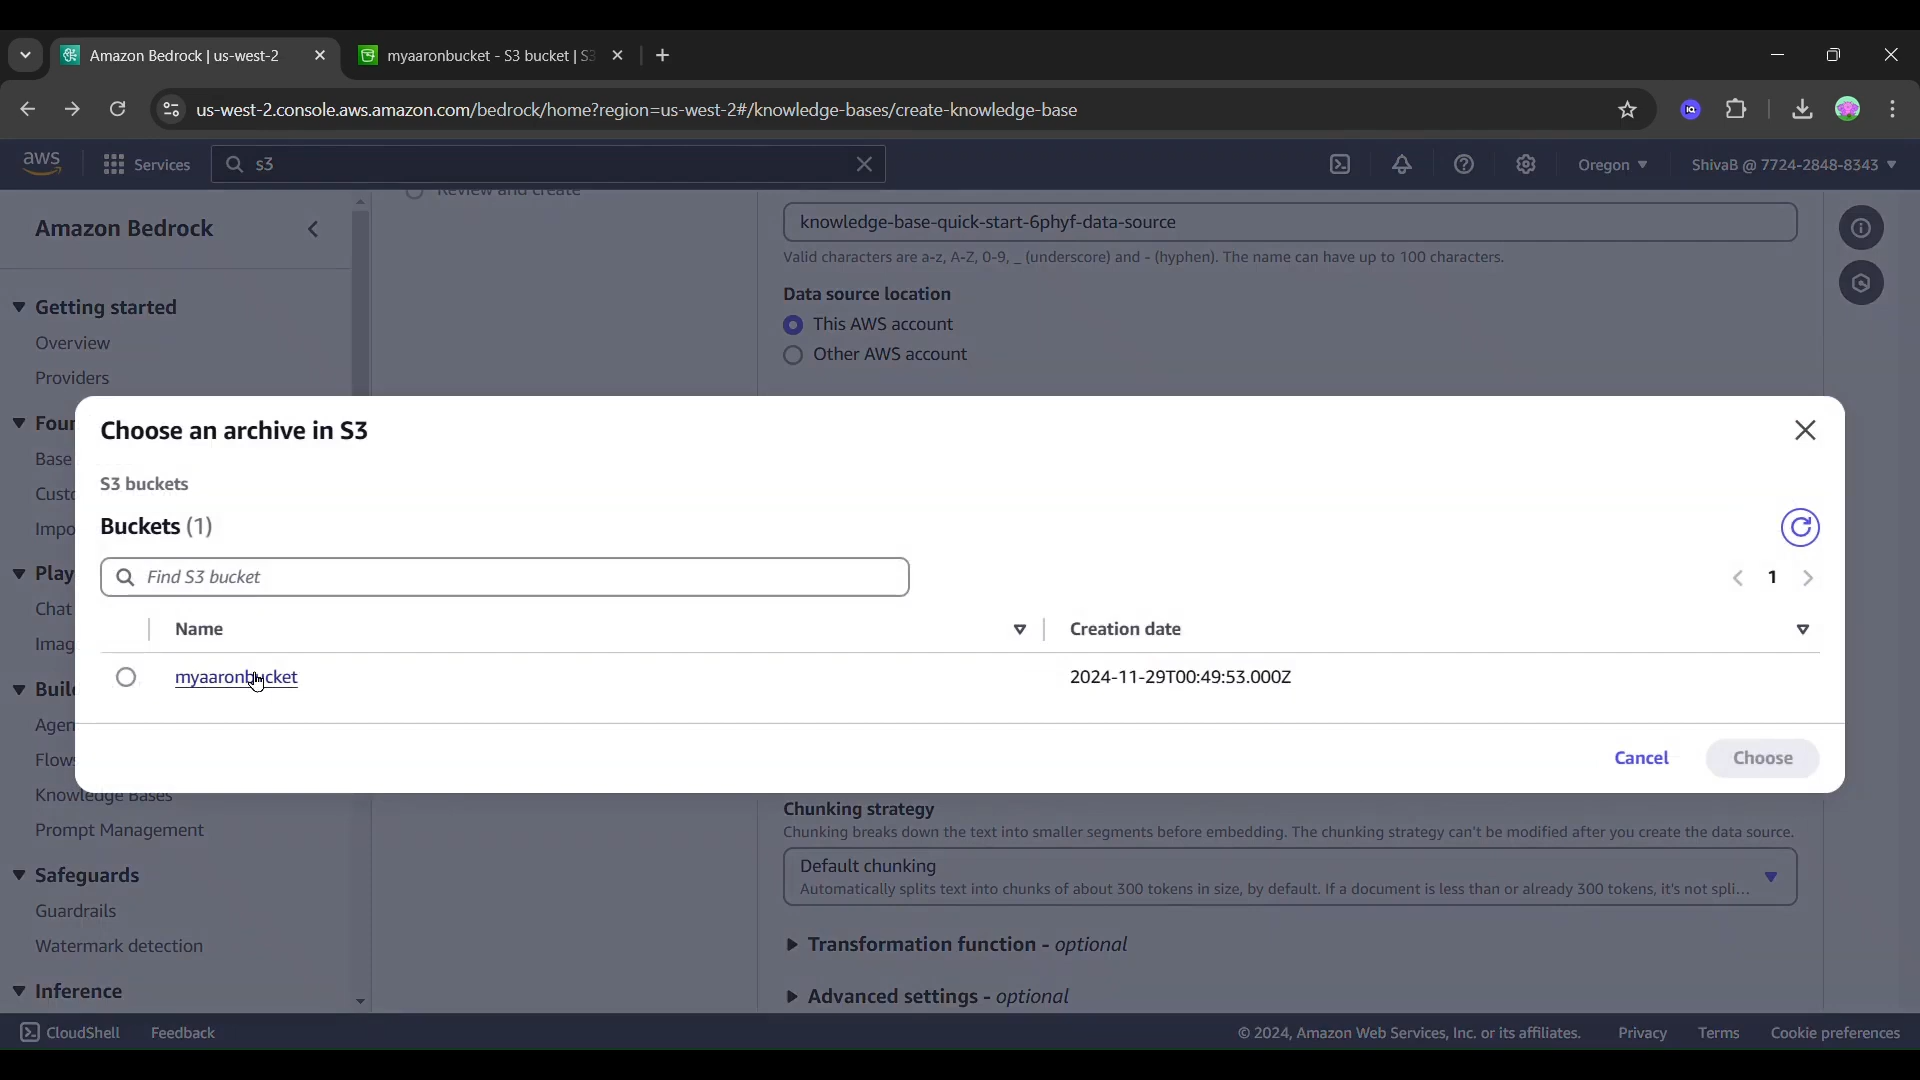 Amazon Bedrock | us-west-2
myaaronbucket - S3 bucket | S3
us-west-2.console.aws.amazon.com/bedrock/home?region=us-west-2#/knowledge-bases/create-knowledge-base
aws
Services
s3
Oregon
ShivaB @ 7724-2848-8343
Review and create
Amazon Bedrock
knowledge-base-quick-start-6phyf-data-source
Valid characters are a-z, A-Z, 0-9, _ (underscore) and - (hyphen). The name can have up to 100 characters.
Data source location
This AWS account
Other AWS account
Getting started
Overview
Providers
Choose an archive in S3
S3 buckets
Buckets (1)
Find S3 bucket
1
Name
Creation date
myaaronbucket
2024-11-29T00:49:53.000Z
Cancel
Choose
Base
Chat
Knowledge Bases
Prompt Management
Safeguards
Guardrails
Watermark detection
Inference
Chunking strategy
Chunking breaks down the text into smaller segments before embedding. The chunking strategy can't be modified after you create the data source.
Default chunking
Automatically splits text into chunks of about 300 tokens in size, by default. If a document is less than or already 300 tokens, it's not spli...
Transformation function - optional
Advanced settings - optional
CloudShell
Feedback
© 2024, Amazon Web Services, Inc. or its affiliates.
Privacy
Terms
Cookie preferences